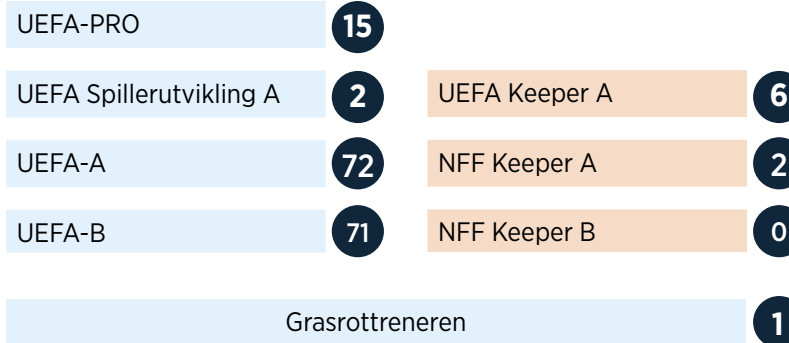 UEFA-PRO 15
UEFA Spillerutvikling A 2
UEFA Keeper A 6
UEFA-A 72
NFF Keeper A 2
UEFA-B 71
NFF Keeper B 0
Grasrottreneren 1